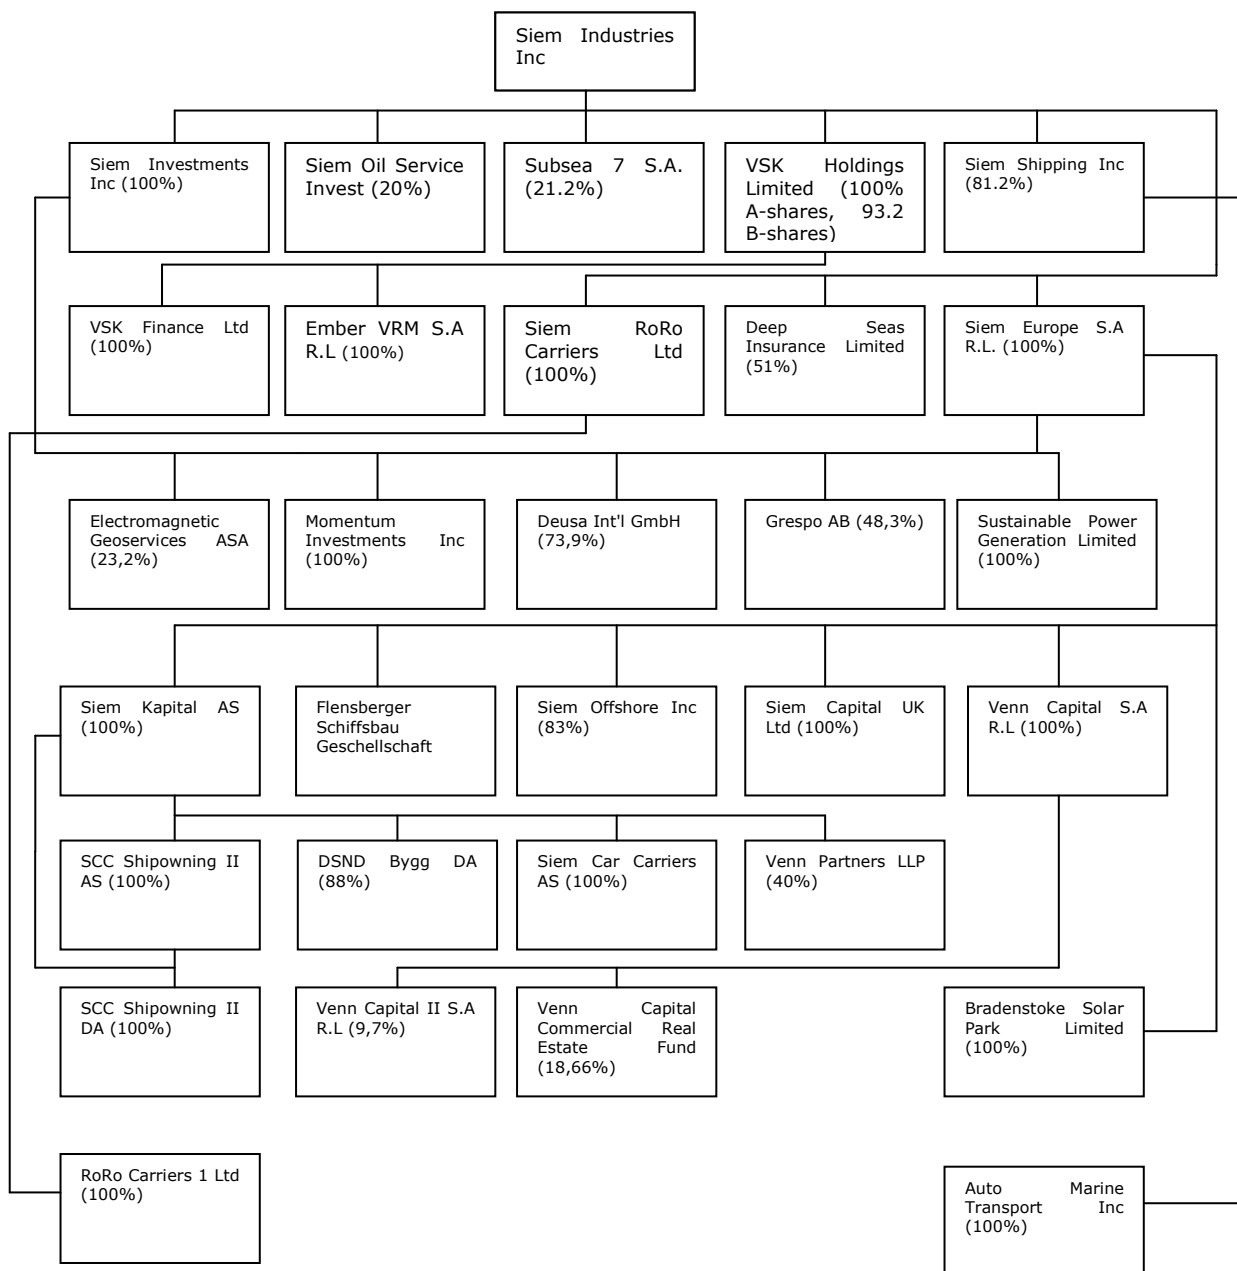 Siem Industries
Inc
Siem Investments
Inc (100%)
Siem Oil Service
Invest (20%)
Subsea 7 S.A.
(21.2%)
VSK Holdings
Limited (100%
A-shares, 93.2
B-shares)
Siem Shipping Inc
(81.2%)
VSK Finance Ltd
(100%)
Ember VRM S.A
R.L (100%)
Siem RoRo
Carriers Ltd
(100%)
Deep Seas
Insurance Limited
(51%)
Siem Europe S.A
R.L. (100%)
Electromagnetic
Geoservices ASA
(23,2%)
Momentum
Investments Inc
(100%)
Deusa Int'l GmbH
(73,9%)
Grespo AB (48,3%)
Sustainable Power
Generation Limited
(100%)
Siem Kapital AS
(100%)
Flensberger
Schiffsbau
Geschellschaft
Siem Offshore Inc
(83%)
Siem Capital UK
Ltd (100%)
Venn Capital S.A
R.L (100%)
SCC Shipowning II
AS (100%)
DSND Bygg DA
(88%)
Siem Car Carriers
AS (100%)
Venn Partners LLP
(40%)
SCC Shipowning II
DA (100%)
Venn Capital II S.A
R.L (9,7%)
Venn Capital
Commercial Real
Estate Fund
(18,66%)
Bradenstoke Solar
Park Limited
(100%)
RoRo Carriers 1 Ltd
(100%)
Auto Marine
Transport Inc
(100%)